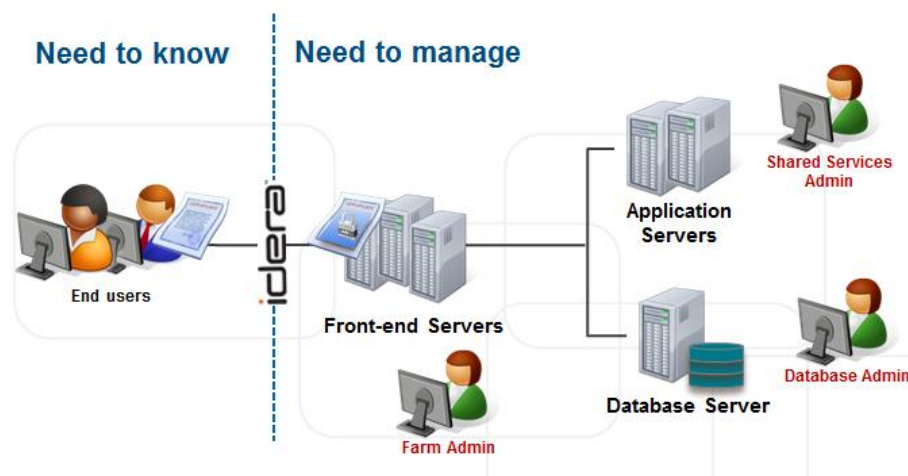 Need to know
Need to manage
idera
End users
Front-end Servers
Farm Admin
Application
Servers
Shared Services
Admin
Database Server
Database Admin